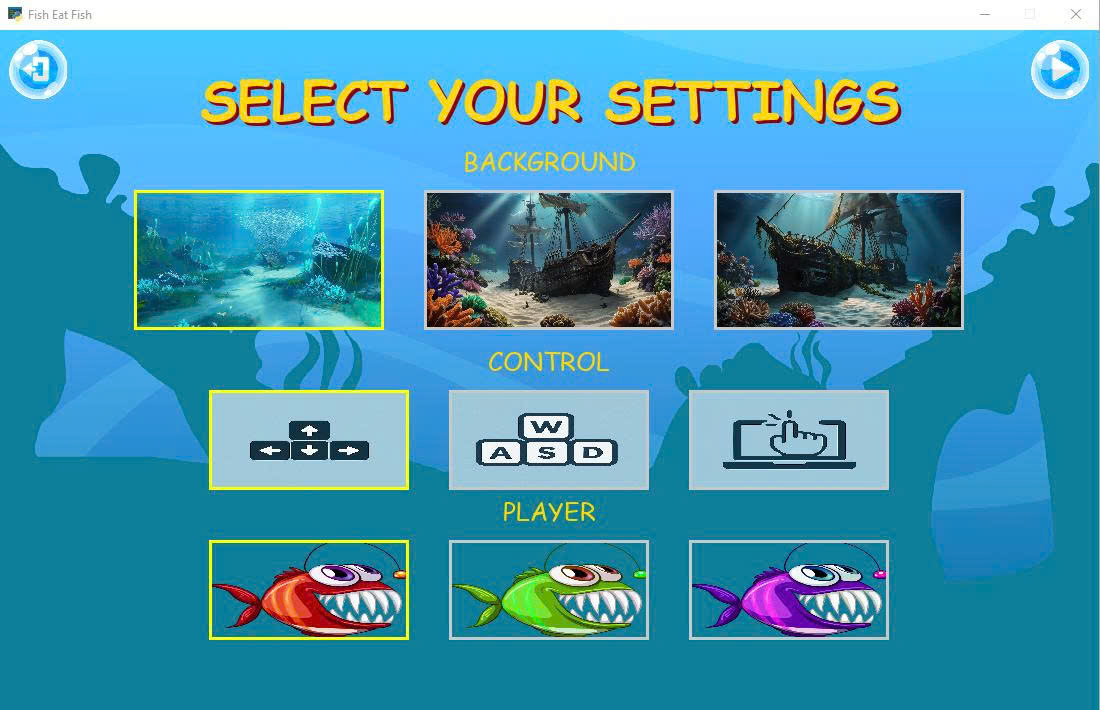 Fish Eat Fish
SELECT YOUR SETTINGS
BACKGROUND
CONTROL
W
A S D
PLAYER